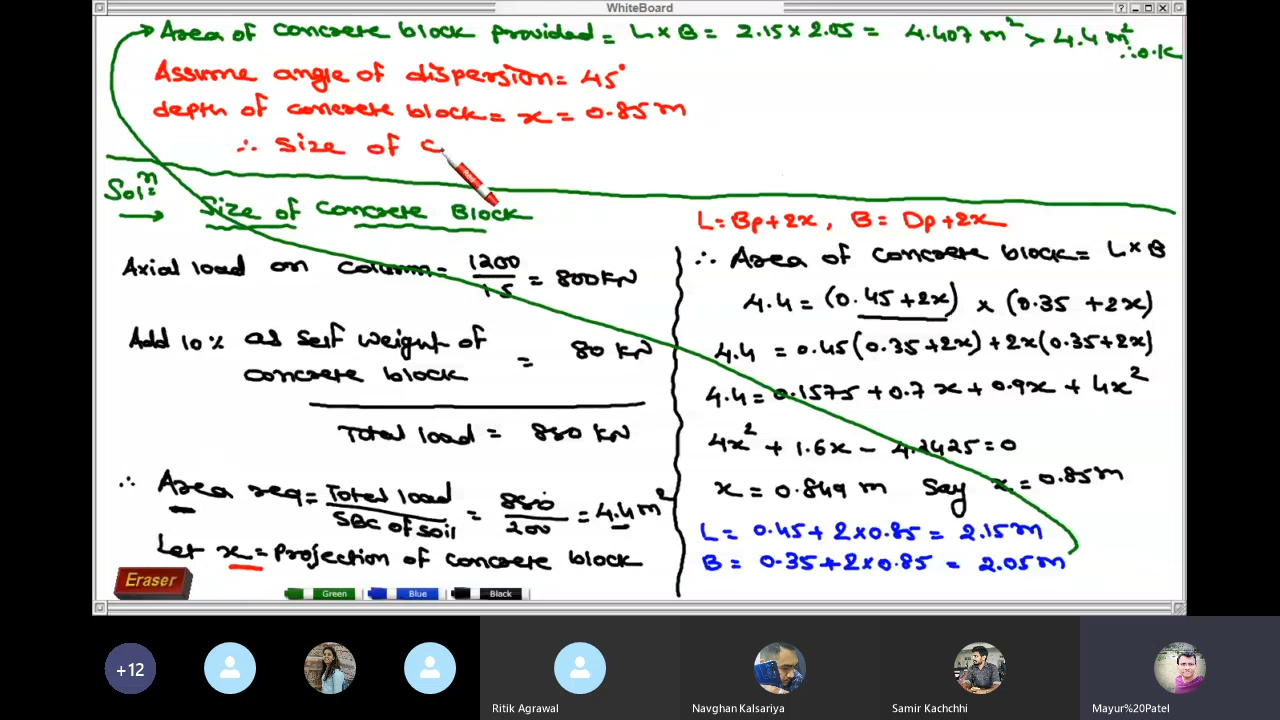 WhiteBoard
Area of concrete block provided = L×B = 2.15×2.05 = 4.407 m² > 4.4 m²
∴ O.K
Assume angle of dispersion = 45°
depth of concrete block = x = 0.85 m
∴ Size of c
Solⁿ:
Size of Concrete Block
Axial load on column = 1200/1.5 = 800 KN
Add 10% as self weight of concrete block = 80 KN
Total load = 880 KN
∴ Area req = Total load/SBC of soil = 880/200 = 4.4 m²
Let x = projection of concrete block
L = Bp+2x, B = Dp+2x
∴ Area of concrete block = L×B
4.4 = (0.45+2x) × (0.35+2x)
4.4 = 0.45(0.35+2x)+2x(0.35+2x)
4.4 = 0.1575+0.7x+0.9x+4x²
4x²+1.6x-4.2425=0
x = 0.849 m Say x = 0.85m
L = 0.45+2×0.85 = 2.15m
B = 0.35+2×0.85 = 2.05m
Eraser
Green Blue Black
+12
Ritik Agrawal
Navghan Kalsariya
Samir Kachchhi
Mayur%20Patel